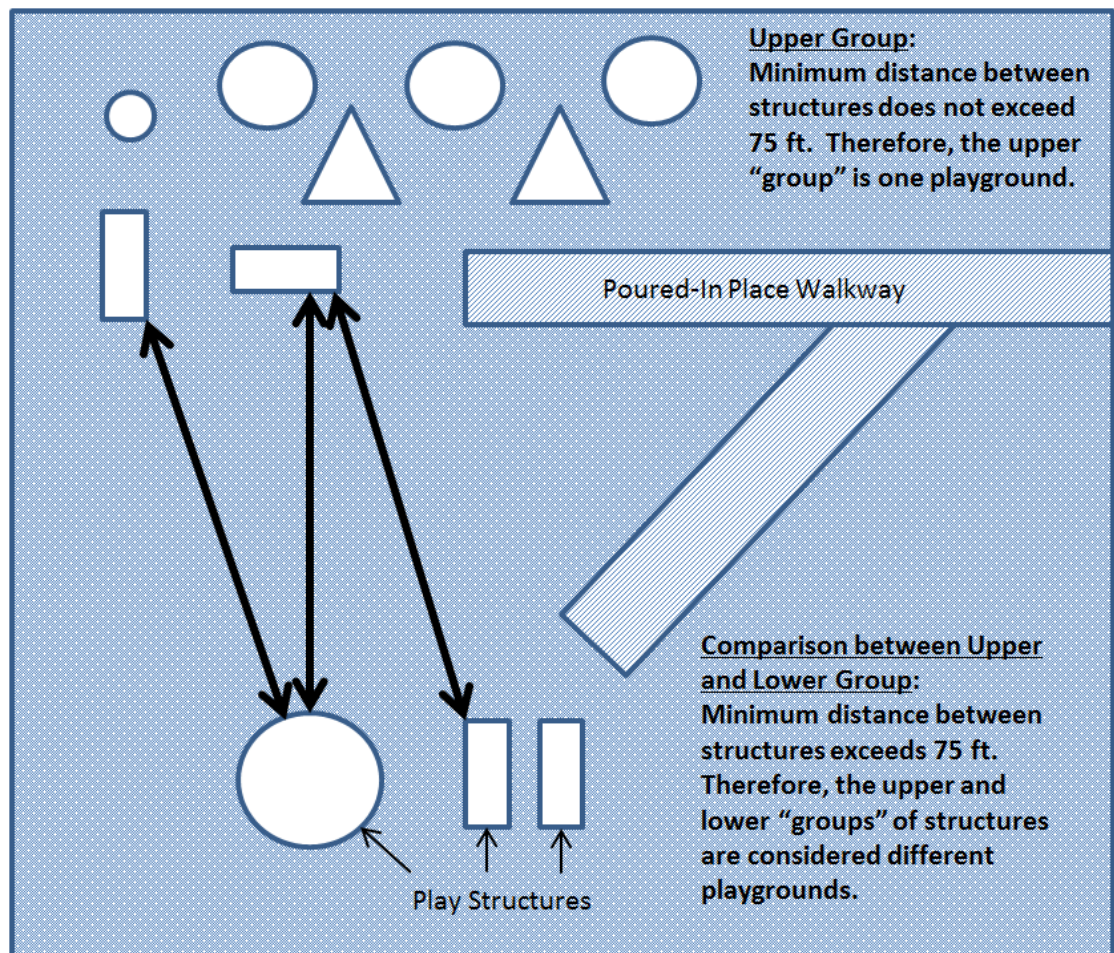 Upper Group:
Minimum distance between
structures does not exceed
75 ft.  Therefore, the upper
“group” is one playground.
Poured-In Place Walkway
Comparison between Upper
and Lower Group:
Minimum distance between
structures exceeds 75 ft.
Therefore, the upper and
lower “groups” of structures
are considered different
playgrounds.
Play Structures